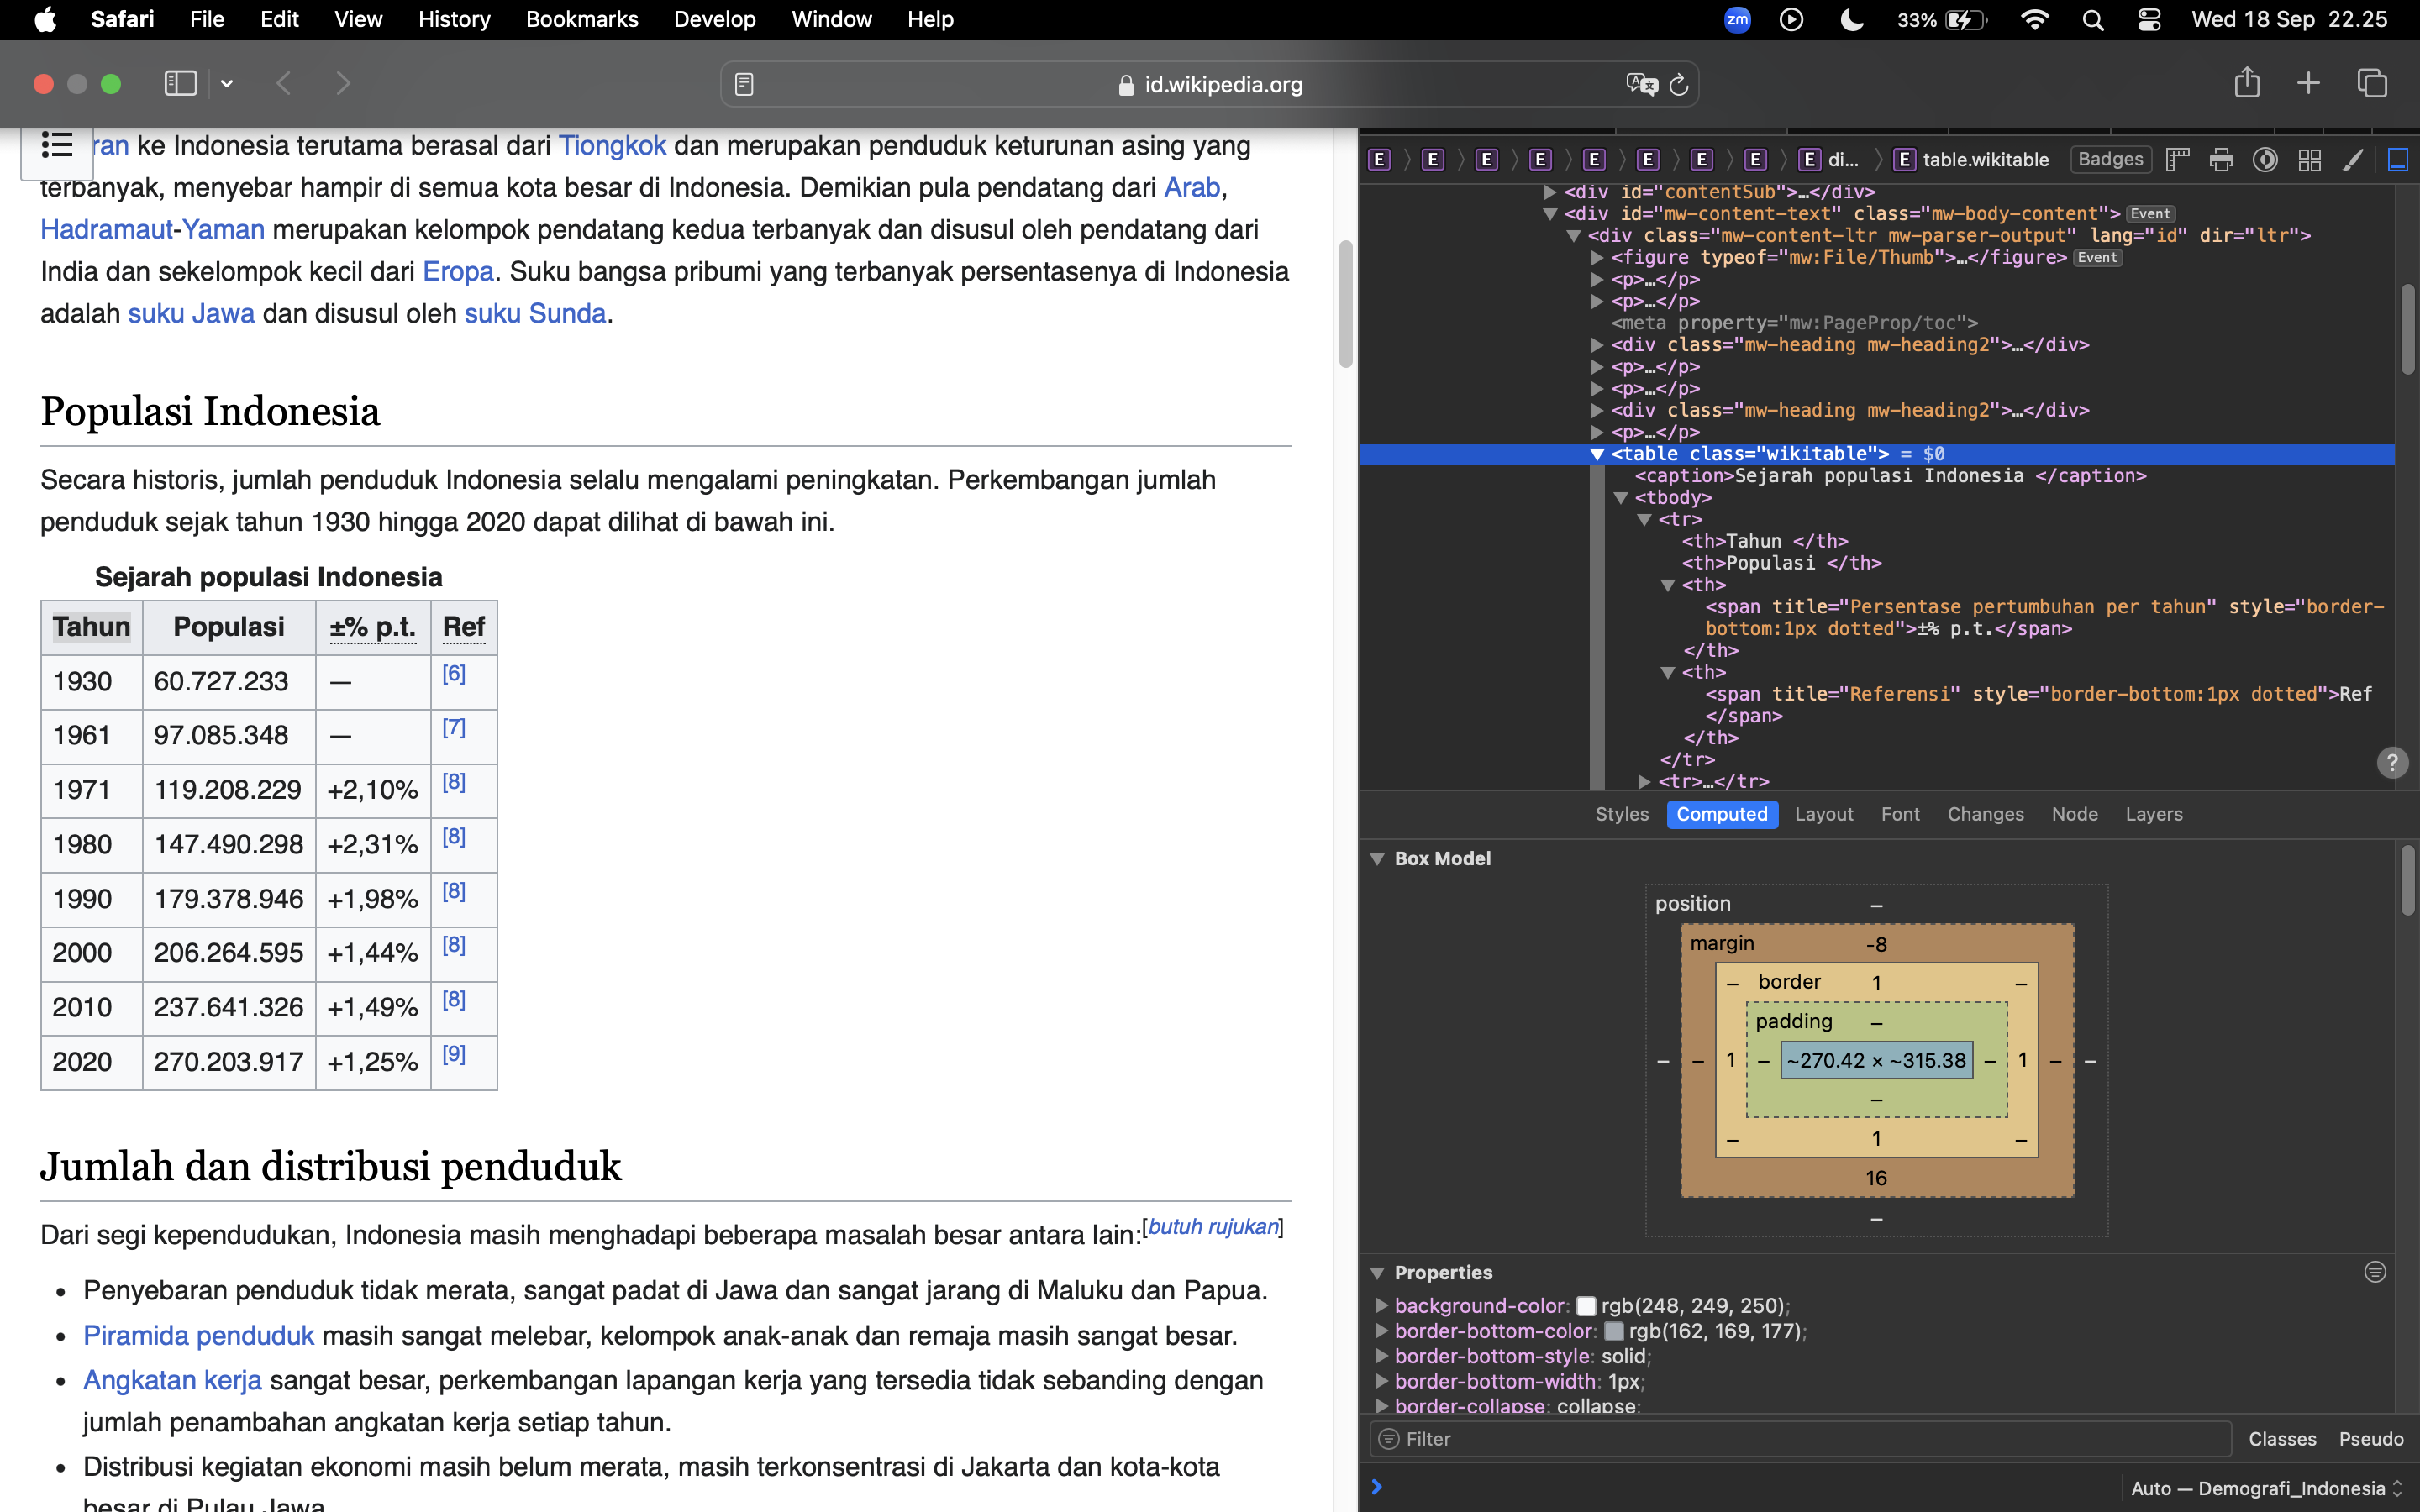 Safari File Edit View History Bookmarks Develop Window Help zm 33% Wed 18 Sep 22.25
id.wikipedia.org
ran ke Indonesia terutama berasal dari Tiongkok dan merupakan penduduk keturunan asing yang
terbanyak, menyebar hampir di semua kota besar di Indonesia. Demikian pula pendatang dari Arab,
Hadramaut-Yaman merupakan kelompok pendatang kedua terbanyak dan disusul oleh pendatang dari
India dan sekelompok kecil dari Eropa. Suku bangsa pribumi yang terbanyak persentasenya di Indonesia
adalah suku Jawa dan disusul oleh suku Sunda.
Populasi Indonesia
Secara historis, jumlah penduduk Indonesia selalu mengalami peningkatan. Perkembangan jumlah
penduduk sejak tahun 1930 hingga 2020 dapat dilihat di bawah ini.
Sejarah populasi Indonesia
Tahun Populasi ±% p.t. Ref
1930 60.727.233 — [6]
1961 97.085.348 — [7]
1971 119.208.229 +2,10% [8]
1980 147.490.298 +2,31% [8]
1990 179.378.946 +1,98% [8]
2000 206.264.595 +1,44% [8]
2010 237.641.326 +1,49% [8]
2020 270.203.917 +1,25% [9]
Jumlah dan distribusi penduduk
Dari segi kependudukan, Indonesia masih menghadapi beberapa masalah besar antara lain:[butuh rujukan]
• Penyebaran penduduk tidak merata, sangat padat di Jawa dan sangat jarang di Maluku dan Papua.
• Piramida penduduk masih sangat melebar, kelompok anak-anak dan remaja masih sangat besar.
• Angkatan kerja sangat besar, perkembangan lapangan kerja yang tersedia tidak sebanding dengan
jumlah penambahan angkatan kerja setiap tahun.
• Distribusi kegiatan ekonomi masih belum merata, masih terkonsentrasi di Jakarta dan kota-kota
besar di Pulau Jawa
E E E E E E E E E di... E table.wikitable Badges
<div id="contentSub">…</div>
<div id="mw-content-text" class="mw-body-content"> Event
<div class="mw-content-ltr mw-parser-output" lang="id" dir="ltr">
<figure typeof="mw:File/Thumb">…</figure> Event
<p>…</p>
<p>…</p>
<meta property="mw:PageProp/toc">
<div class="mw-heading mw-heading2">…</div>
<p>…</p>
<p>…</p>
<div class="mw-heading mw-heading2">…</div>
<p>…</p>
<table class="wikitable"> = $0
<caption>Sejarah populasi Indonesia </caption>
<tbody>
<tr>
<th>Tahun </th>
<th>Populasi </th>
<th>
<span title="Persentase pertumbuhan per tahun" style="border-
bottom:1px dotted">±% p.t.</span>
</th>
<th>
<span title="Referensi" style="border-bottom:1px dotted">Ref
</span>
</th>
</tr>
<tr>…</tr>
?
Styles Computed Layout Font Changes Node Layers
Box Model
position –
margin -8
– border 1 –
padding –
– – 1 – ~270.42 × ~315.38 – 1 – –
–
– 1 –
16
–
Properties
background-color: rgb(248, 249, 250);
border-bottom-color: rgb(162, 169, 177);
border-bottom-style: solid;
border-bottom-width: 1px;
border-collapse: collapse;
Filter Classes Pseudo
Auto — Demografi_Indonesia